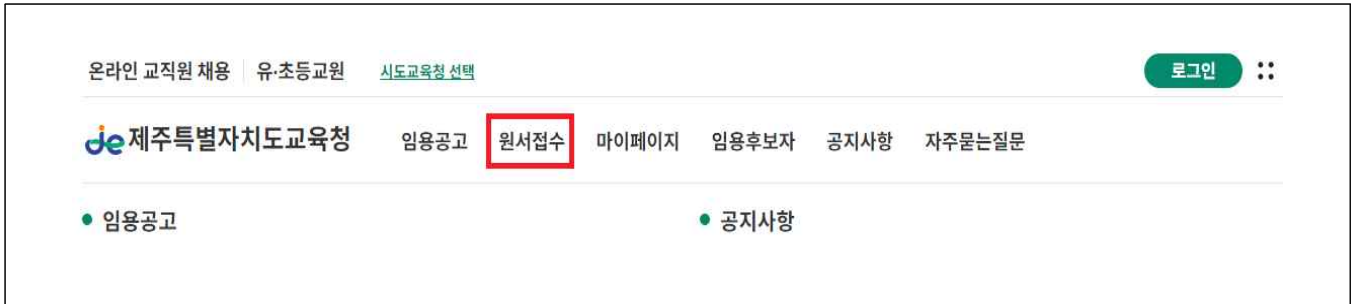 온라인 교직원 채용 유·초등교원 시도교육청 선택 로그인
je 제주특별자치도교육청 임용공고 원서접수 마이페이지 임용후보자 공지사항 자주묻는질문
임용공고 공지사항